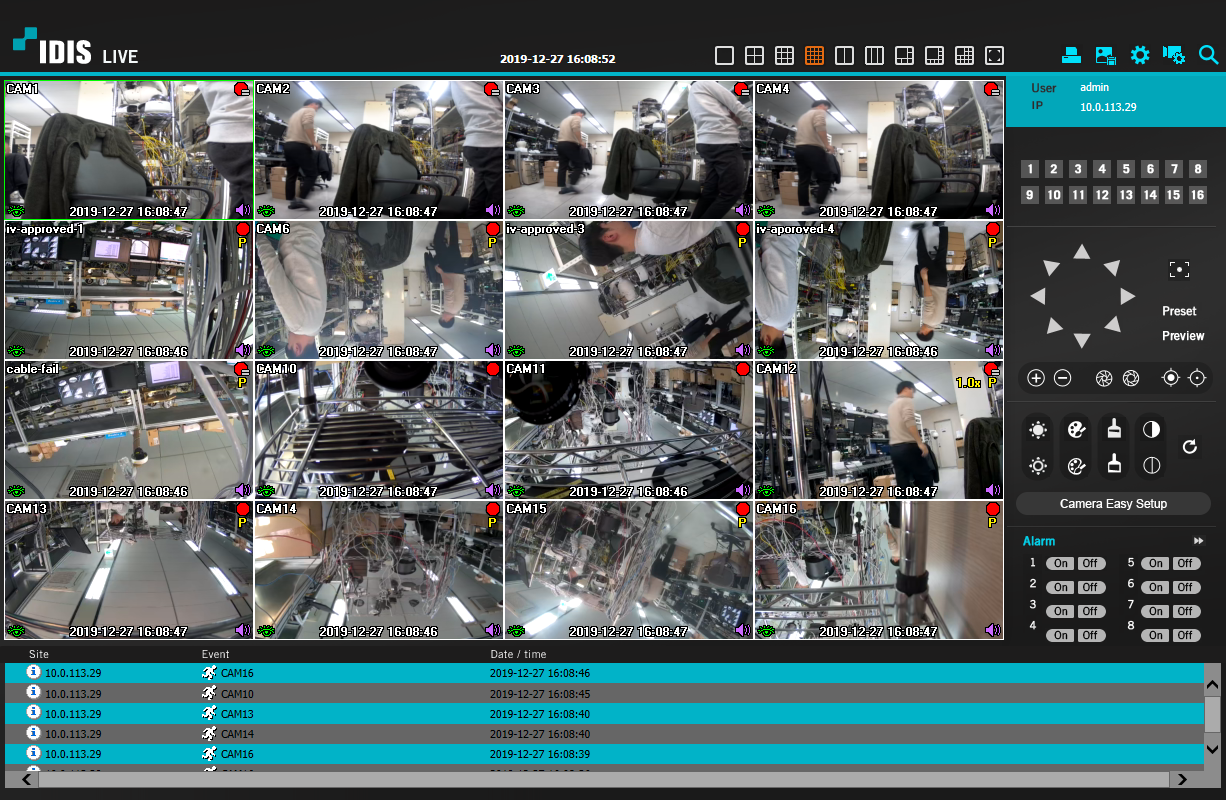 IDIS LIVE
2019-12-27 16:08:52
User admin
IP 10.0.113.29
CAM1 CAM2 CAM3 CAM4
2019-12-27 16:08:47 2019-12-27 16:08:47 2019-12-27 16:08:47 2019-12-27 16:08:47
1 2 3 4 5 6 7 8
9 10 11 12 13 14 15 16
iv-approved-1 CAM6 iv-approved-3 iv-aporoved-4
P P P P
2019-12-27 16:08:46 2019-12-27 16:08:47 2019-12-27 16:08:47 2019-12-27 16:08:46
Preset
Preview
cable-fail CAM10 CAM11 CAM12
P 1.0x P
2019-12-27 16:08:46 2019-12-27 16:08:47 2019-12-27 16:08:46 2019-12-27 16:08:47
Camera Easy Setup
CAM13 CAM14 CAM15 CAM16
P P P P
2019-12-27 16:08:47 2019-12-27 16:08:46 2019-12-27 16:08:47 2019-12-27 16:08:47
Alarm
1 On Off 5 On Off
2 On Off 6 On Off
3 On Off 7 On Off
4 On Off 8 On Off
Site Event Date / time
10.0.113.29 CAM16 2019-12-27 16:08:46
10.0.113.29 CAM10 2019-12-27 16:08:45
10.0.113.29 CAM13 2019-12-27 16:08:40
10.0.113.29 CAM14 2019-12-27 16:08:40
10.0.113.29 CAM16 2019-12-27 16:08:39